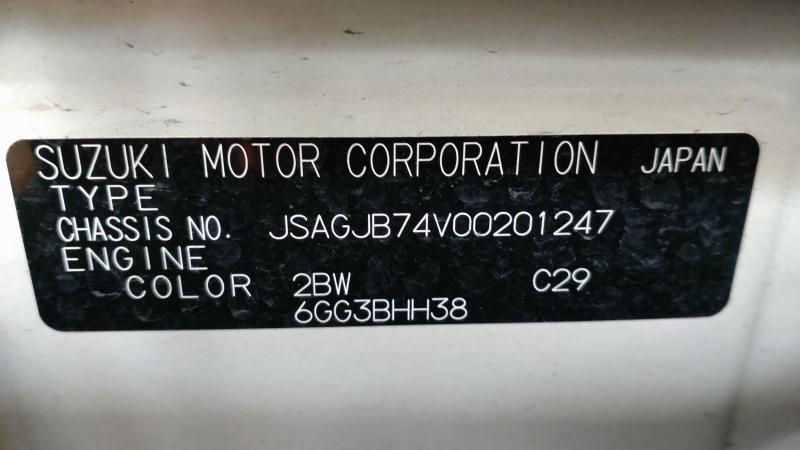 SUZUKI MOTOR CORPORATION JAPAN
TYPE
CHASSIS NO. JSAGJB74V00201247
ENGINE
COLOR 2BW C29
6GG3BHH38